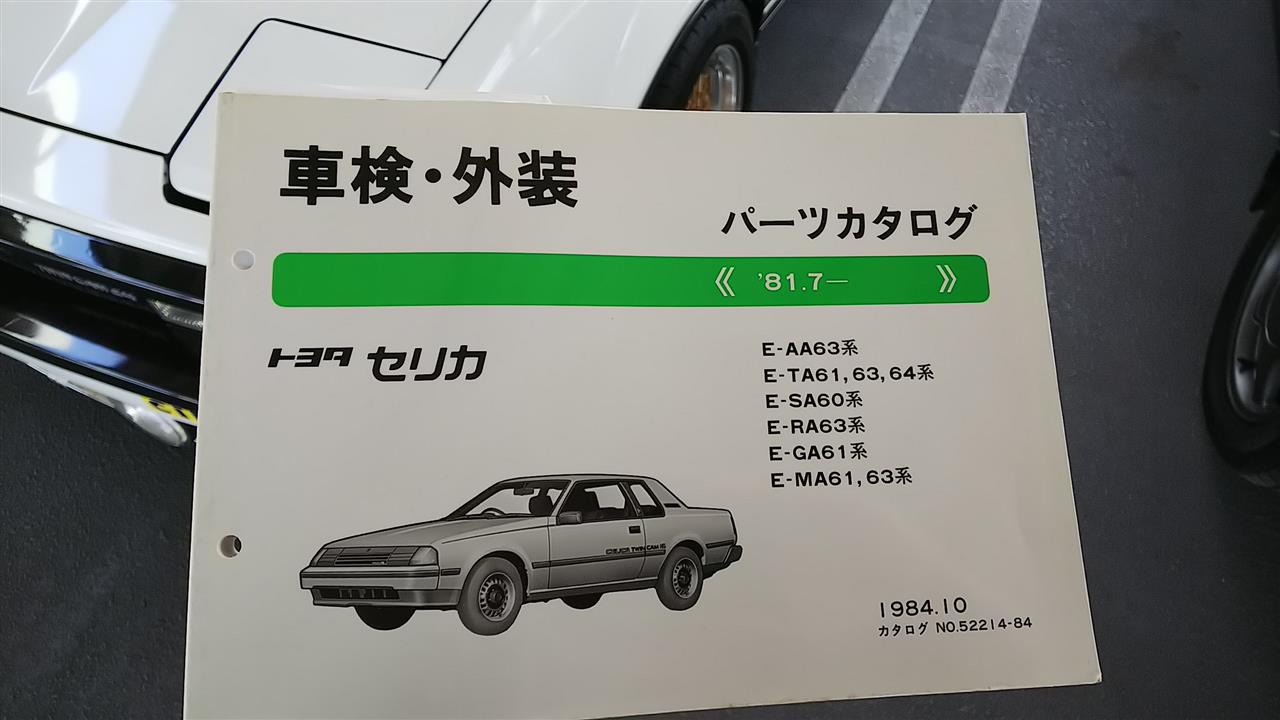 車検・外装
パーツカタログ
《 '81.7— 》
トヨタ セリカ
E-AA63系
E-TA61,63,64系
E-SA60系
E-RA63系
E-GA61系
E-MA61,63系
TWIN CAM 16
1984.10
カタログ NO.52214-84